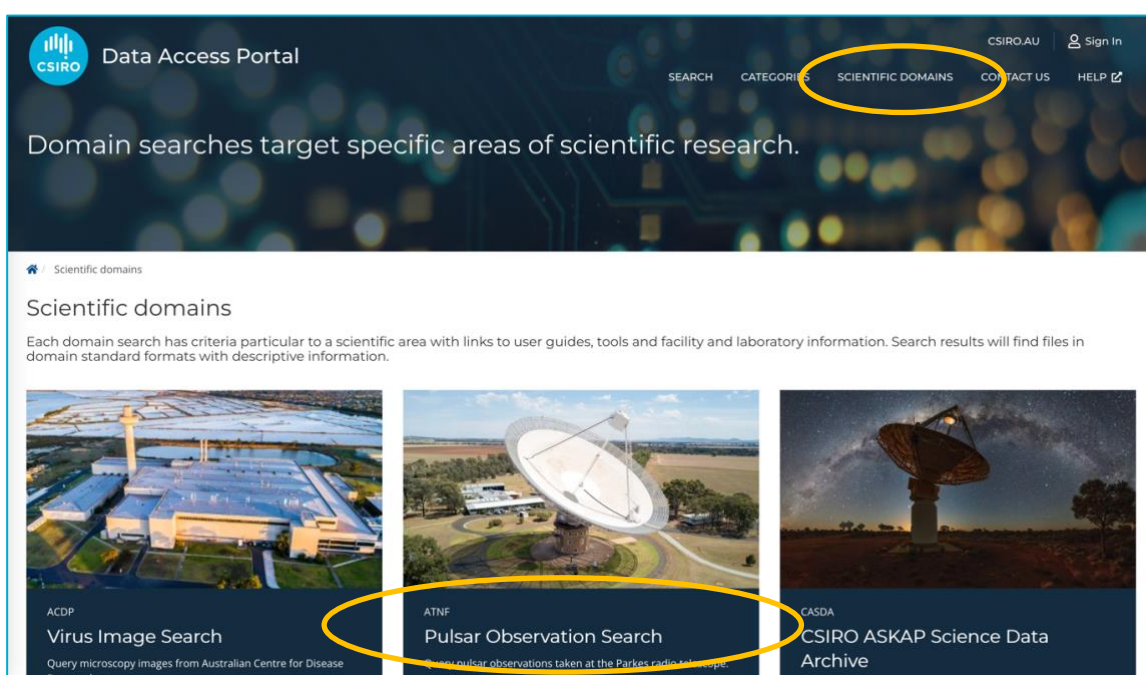 CSIRO
Data Access Portal
CSIRO.AU Sign In
SEARCH CATEGORIES SCIENTIFIC DOMAINS CONTACT US HELP
Domain searches target specific areas of scientific research.
/ Scientific domains
Scientific domains
Each domain search has criteria particular to a scientific area with links to user guides, tools and facility and laboratory information. Search results will find files in
domain standard formats with descriptive information.
ACDP
Virus Image Search
Query microscopy images from Australian Centre for Disease
ATNF
Pulsar Observation Search
Query pulsar observations taken at the Parkes radio telescope.
CASDA
CSIRO ASKAP Science Data
Archive